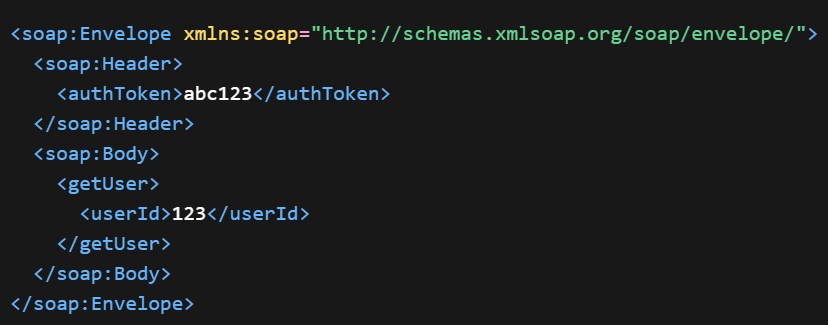 <soap:Envelope xmlns:soap="http://schemas.xmlsoap.org/soap/envelope/">
  <soap:Header>
    <authToken>abc123</authToken>
  </soap:Header>
  <soap:Body>
    <getUser>
      <userId>123</userId>
    </getUser>
  </soap:Body>
</soap:Envelope>